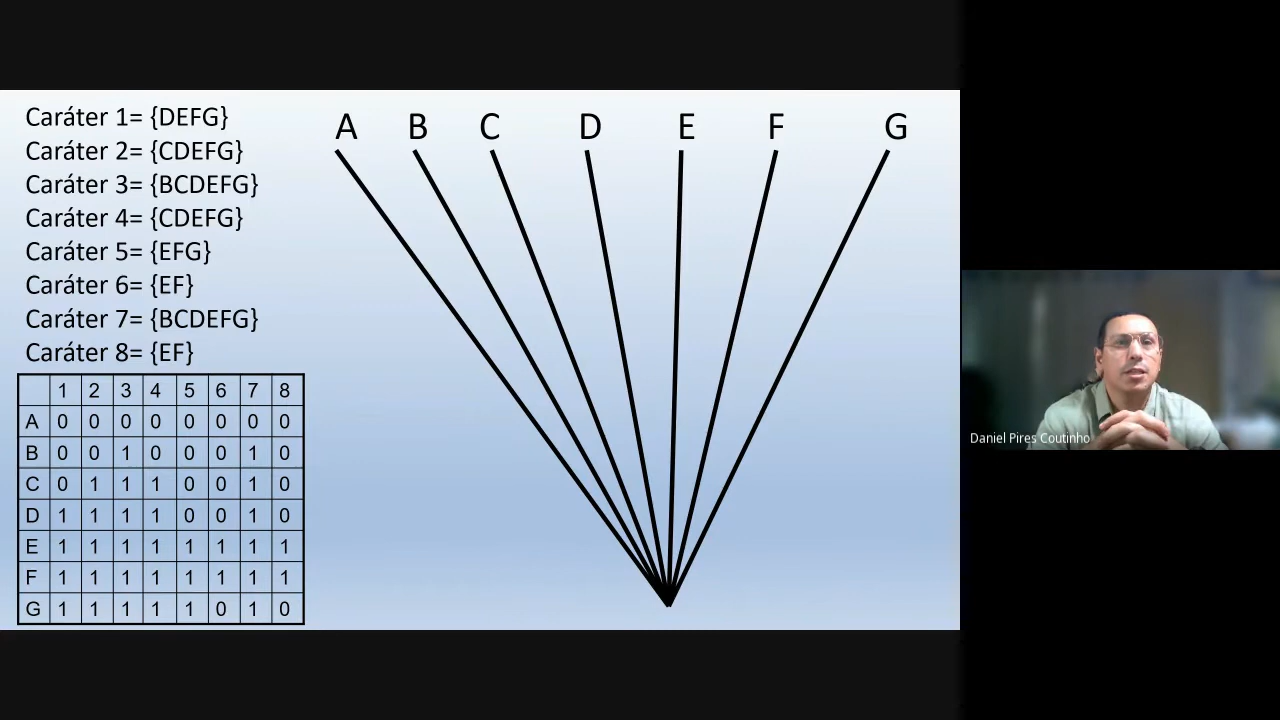 Caráter 1= {DEFG}
Caráter 2= {CDEFG}
Caráter 3= {BCDEFG}
Caráter 4= {CDEFG}
Caráter 5= {EFG}
Caráter 6= {EF}
Caráter 7= {BCDEFG}
Caráter 8= {EF}
1 2 3 4 5 6 7 8
A 0 0 0 0 0 0 0 0
B 0 0 1 0 0 0 1 0
C 0 1 1 1 0 0 1 0
D 1 1 1 1 0 0 1 0
E 1 1 1 1 1 1 1 1
F 1 1 1 1 1 1 1 1
G 1 1 1 1 1 0 1 0
A B C D E F G
Daniel Pires Coutinho